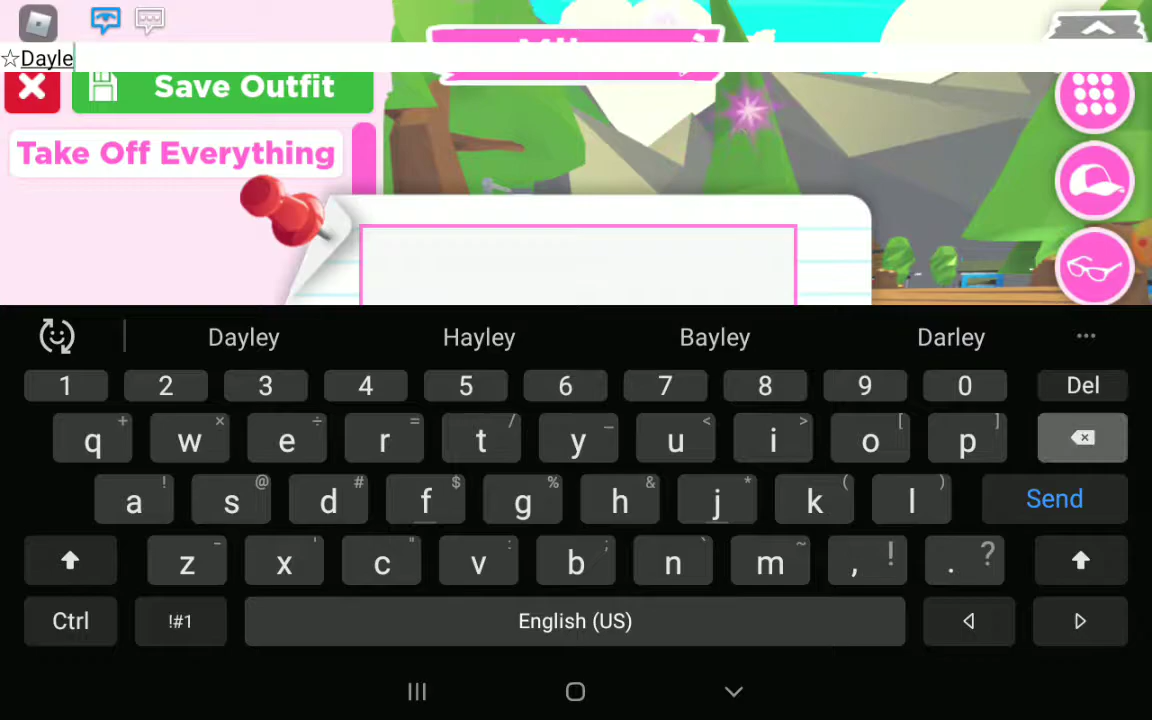 ☆Dayle
Save Outfit
Take Off Everything
Dayley Hayley Bayley Darley ...
1 2 3 4 5 6 7 8 9 0 Del
+ × ÷ = / _ < > [ ]
q w e r t y u i o p
! @ # $ % & * ( )
a s d f g h j k l Send
- ' " : ; ` ~ ! ?
z x c v b n m , .
Ctrl !#1 English (US)